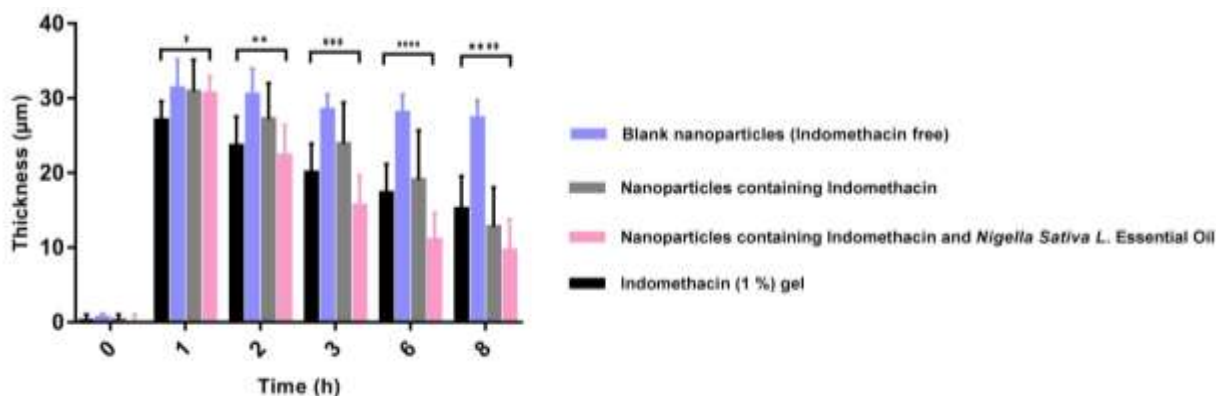 40
30
20
10
0
Thickness (µm)
*
**
***
****
****
0
1
2
3
6
8
Time (h)
Blank nanoparticles (Indomethacin free)
Nanoparticles containing Indomethacin
Nanoparticles containing Indomethacin and Nigella Sativa L. Essential Oil
Indomethacin (1 %) gel